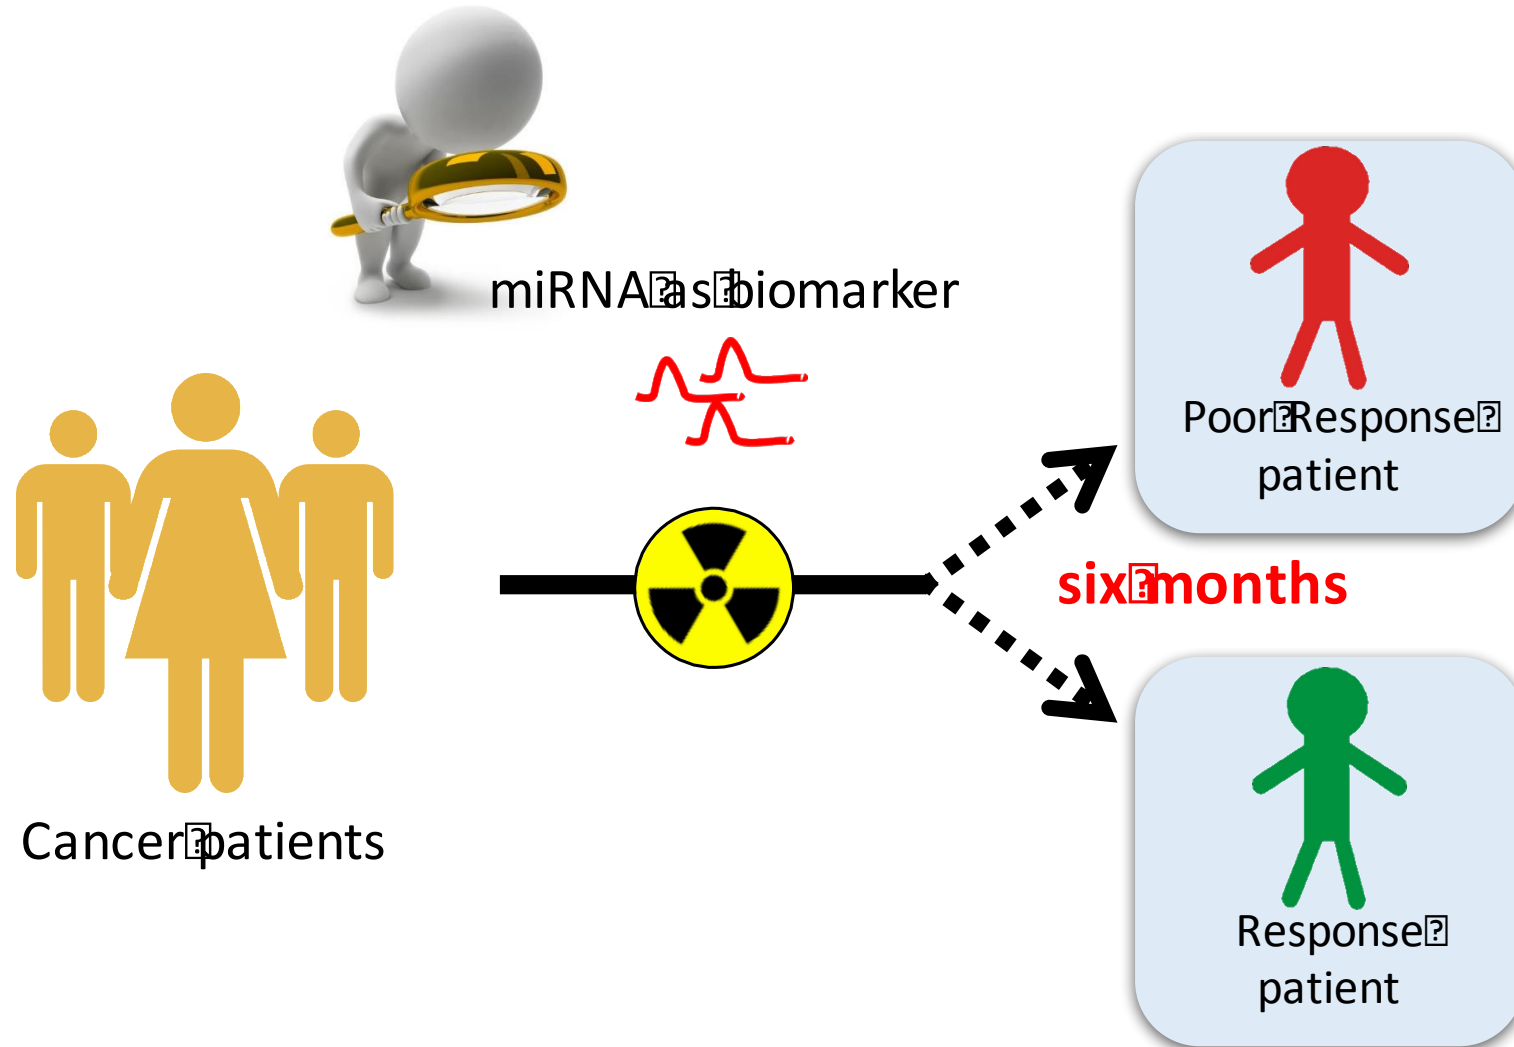 miRNA as biomarker
Poor Response
patient
six months
Cancer patients
Response
patient